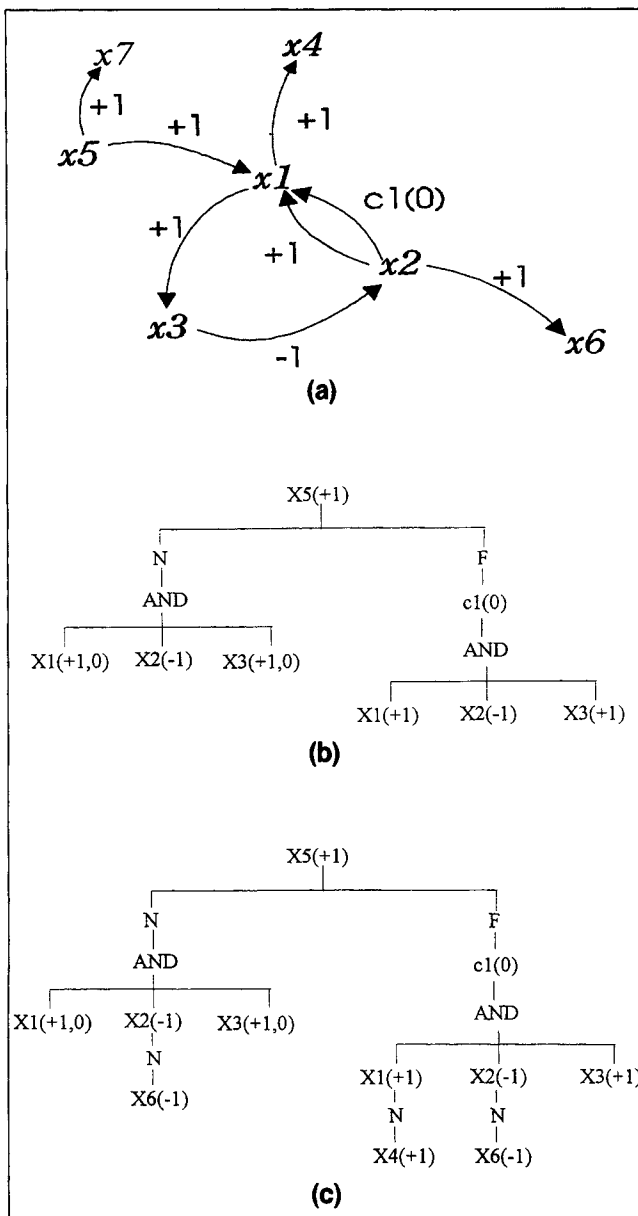 x7 x4
+1 +1 +1
x5
x1 c1(0)
+1 +1 x2 +1
x3 -1 x6
(a)
X5(+1)
N F
AND c1(0)
X1(+1,0) X2(-1) X3(+1,0) AND
X1(+1) X2(-1) X3(+1)
(b)
X5(+1)
N F
AND c1(0)
X1(+1,0) X2(-1) X3(+1,0) AND
N X1(+1) X2(-1) X3(+1)
X6(-1) N N
X4(+1) X6(-1)
(c)